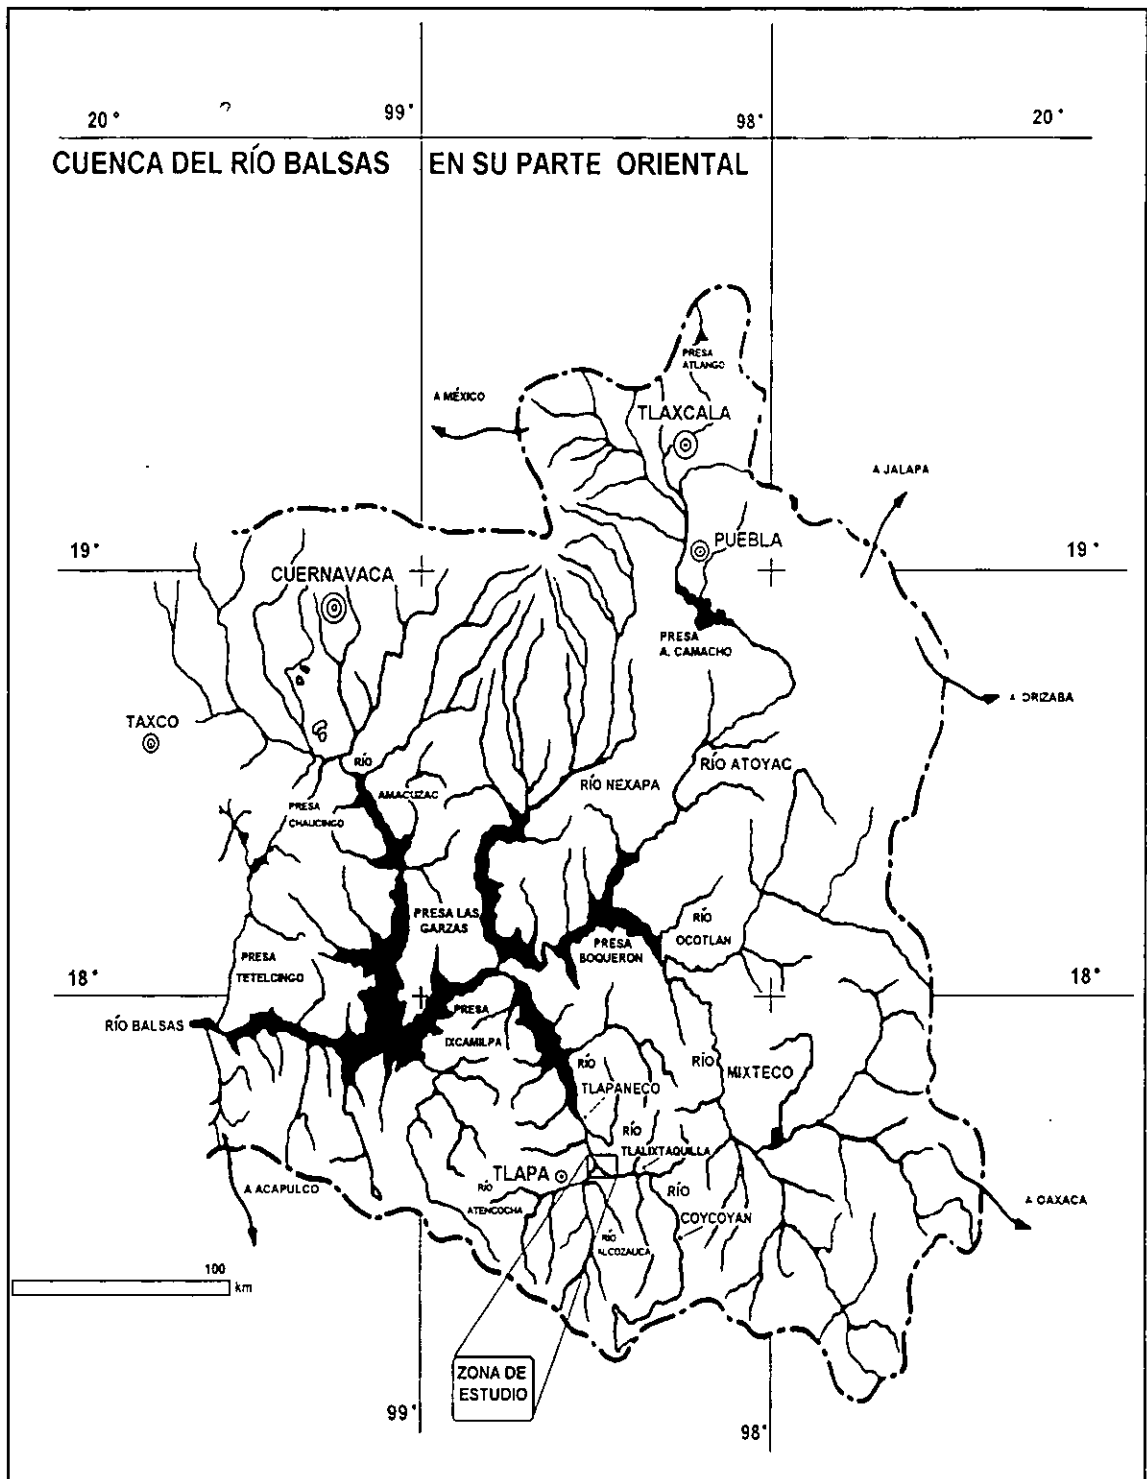 20°
99°
98°
20°
CUENCA DEL RÍO BALSAS EN SU PARTE ORIENTAL
PRESA
ATLANGO
A MÉXICO
TLAXCALA
A JALAPA
PUEBLA
19°
19°
CUERNAVACA
PRESA
A. CAMACHO
A ORIZABA
TAXCO
RÍO
AMACUZAC
RÍO NEXAPA
RÍO ATOYAC
PRESA
CHAUCINGO
PRESA LAS
GARZAS
RÍO
OCOTLAN
PRESA
BOQUERON
PRESA
TETELCINGO
18°
18°
PRESA
IXCAMILPA
RÍO BALSAS
RÍO
TLAPANECO
RÍO
MIXTECO
RÍO
TLALIXTAQUILLA
TLAPA
RÍO
ATENCOCHA
RÍO
COYCOYAN
A ACAPULCO
A OAXACA
RÍO
ALCOZAUCA
100
km
ZONA DE
ESTUDIO
99°
98°